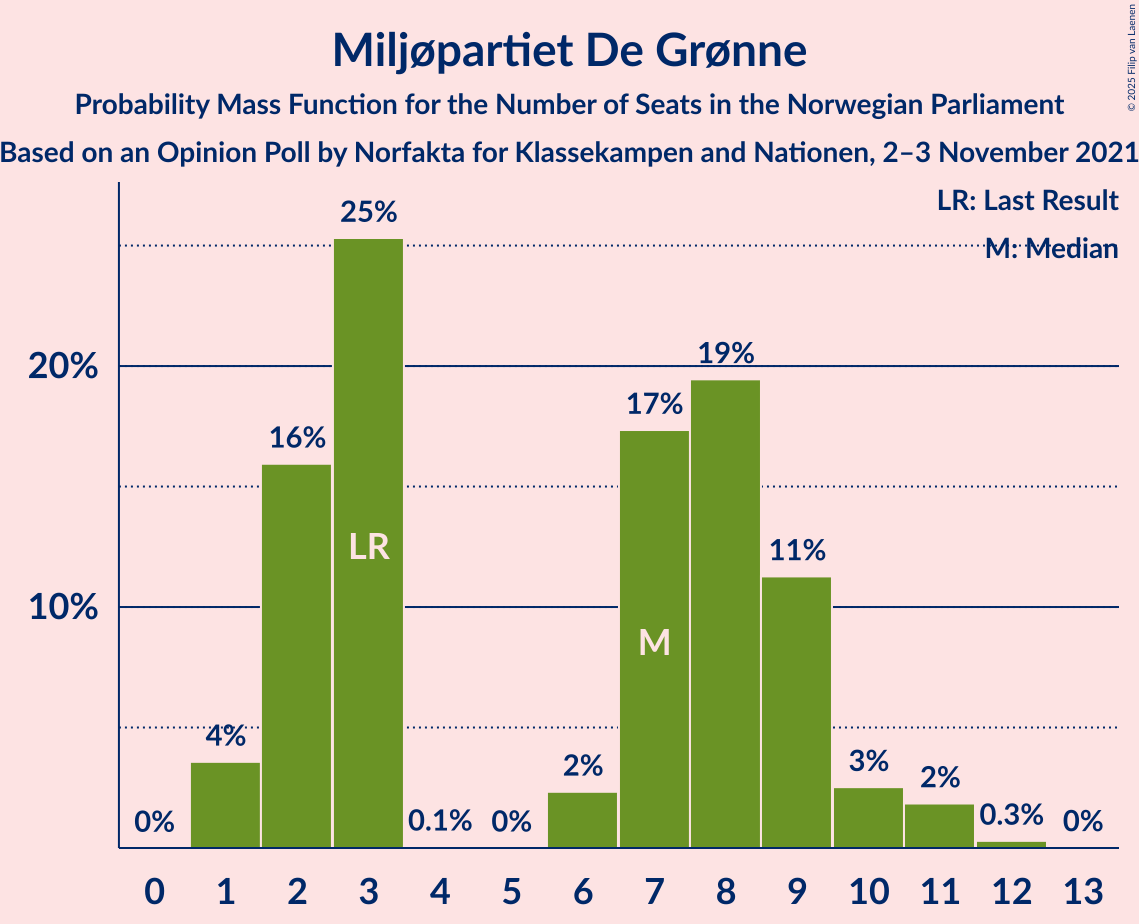 Miljøpartiet De Grønne
Probability Mass Function for the Number of Seats in the Norwegian Parliament
Based on an Opinion Poll by Norfakta for Klassekampen and Nationen, 2–3 November 2021
© 2025 Filip van Laenen
LR: Last Result
M: Median
25%
20%
19%
17%
16%
LR
11%
10%
M
4%
3%
2%
2%
0%
0.1%
0%
0.3%
0%
0 1 2 3 4 5 6 7 8 9 10 11 12 13